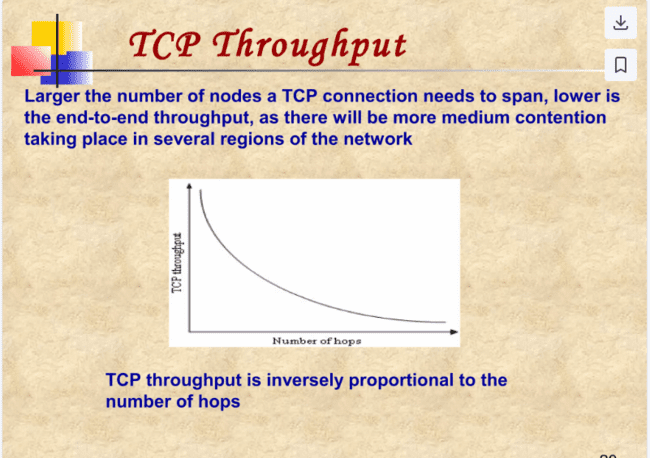 TCP Throughput
Larger the number of nodes a TCP connection needs to span, lower is
the end-to-end throughput, as there will be more medium contention
taking place in several regions of the network
TCP throughput
Number of hops
TCP throughput is inversely proportional to the
number of hops